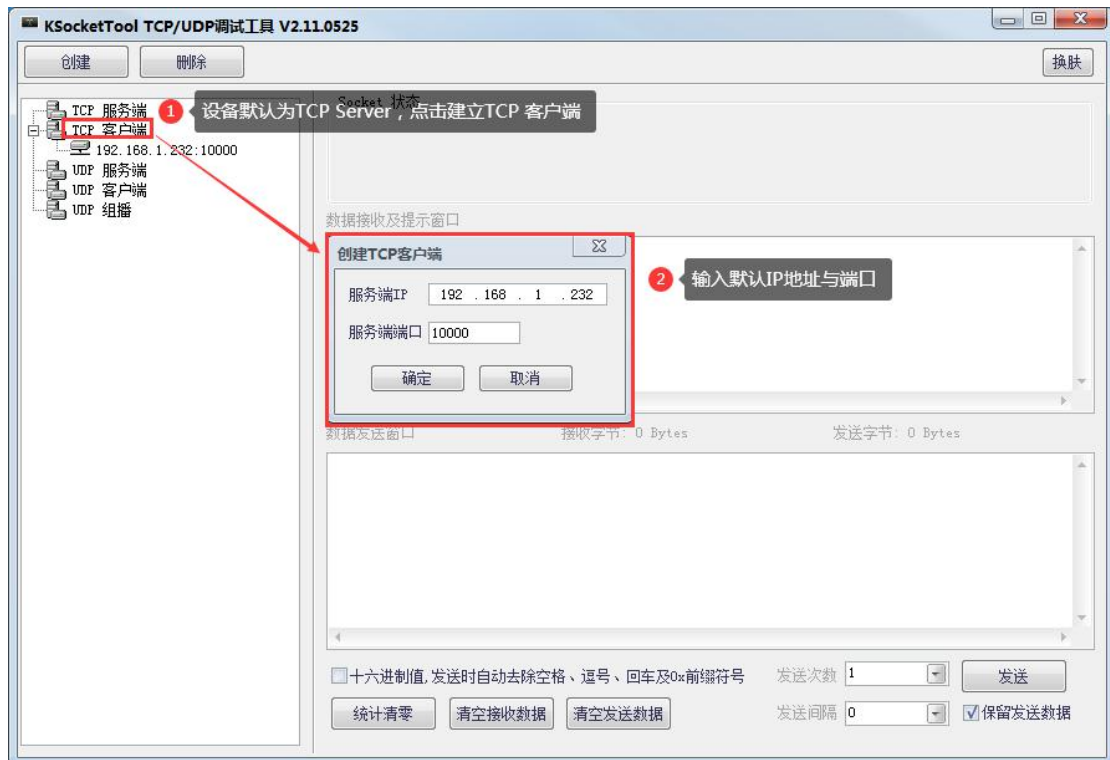 KSocketTool TCP/UDP调试工具 V2.11.0525
创建
删除
换肤
TCP 服务端
1
设备默认为TCP Server，点击建立TCP 客户端
Socket 状态
TCP 客户端
192.168.1.232:10000
UDP 服务端
UDP 客户端
UDP 组播
数据接收及提示窗口
创建TCP客户端
2
输入默认IP地址与端口
服务端IP 192 . 168 . 1 . 232
服务端端口 10000
确定
取消
数据发送窗口
接收字节: 0 Bytes
发送字节: 0 Bytes
十六进制值,发送时自动去除空格、逗号、回车及0x前缀符号
发送次数 1
发送
统计清零
清空接收数据
清空发送数据
发送间隔 0
保留发送数据